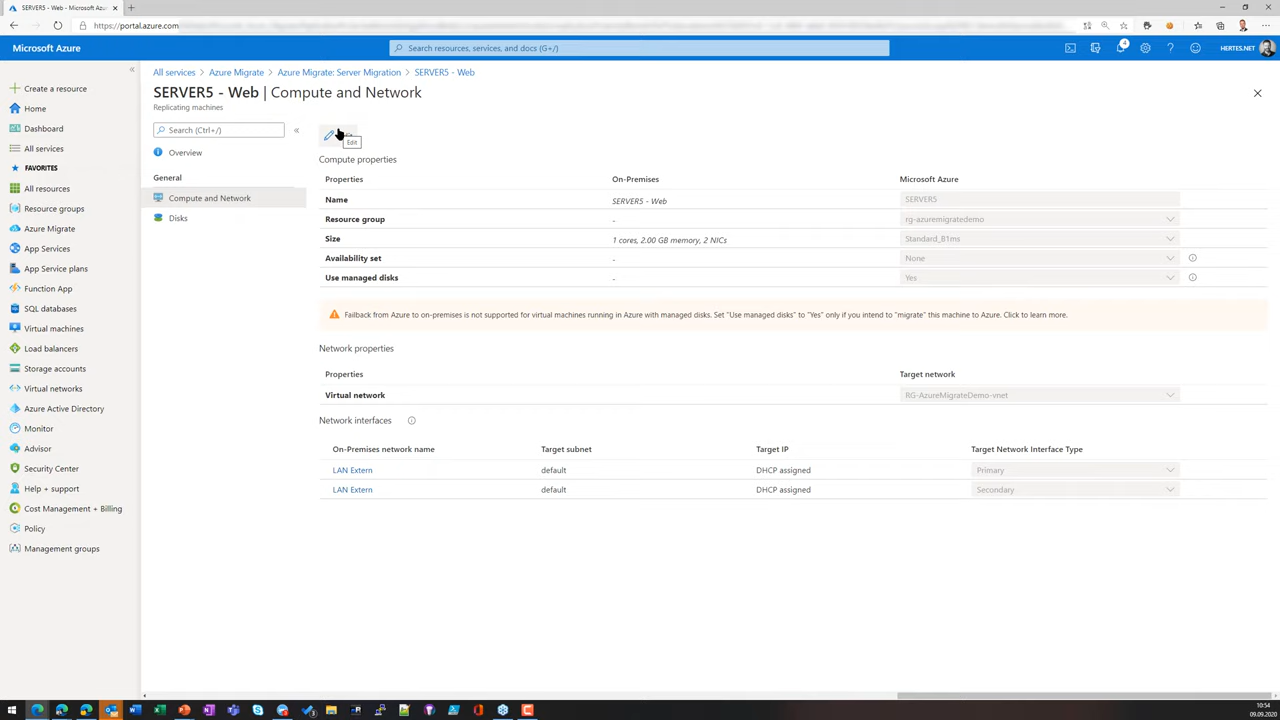 SERVER5 - Web - Microsoft Azu
https://portal.azure.com
Microsoft Azure
Search resources, services, and docs (G+/)
4
HERTES.NET
Create a resource
Home
Dashboard
All services
FAVORITES
All resources
Resource groups
Azure Migrate
App Services
App Service plans
Function App
SQL databases
Virtual machines
Load balancers
Storage accounts
Virtual networks
Azure Active Directory
Monitor
Advisor
Security Center
Help + support
Cost Management + Billing
Policy
Management groups
All services > Azure Migrate > Azure Migrate: Server Migration > SERVER5 - Web
SERVER5 - Web | Compute and Network
Replicating machines
Search (Ctrl+/)
Overview
General
Compute and Network
Disks
Edit
Compute properties
Properties On-Premises Microsoft Azure
Name SERVER5 - Web SERVER5
Resource group - rg-azuremigratedemo
Size 1 cores, 2.00 GB memory, 2 NICs Standard_B1ms
Availability set - None
Use managed disks - Yes
Failback from Azure to on-premises is not supported for virtual machines running in Azure with managed disks. Set "Use managed disks" to "Yes" only if you intend to "migrate" this machine to Azure. Click to learn more.
Network properties
Properties Target network
Virtual network RG-AzureMigrateDemo-vnet
Network interfaces
On-Premises network name Target subnet Target IP Target Network Interface Type
LAN Extern default DHCP assigned Primary
LAN Extern default DHCP assigned Secondary
10:54
09.09.2020